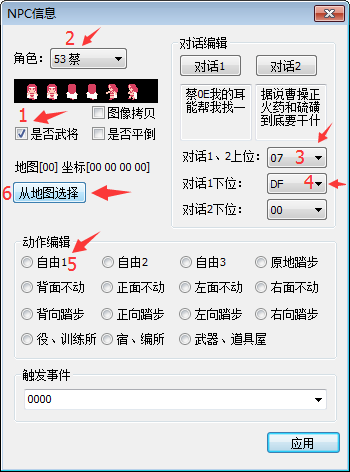 NPC信息
2
角色: 53 禁
1
图像拷贝
是否武将
是否平倒
地图[00] 坐标[00 00 00 00]
6 从地图选择
对话编辑
对话1 对话2
禁0E我的耳
能帮我找一
据说曹操正
火药和硫磺
到底要干什
对话1、2上位: 07 3
对话1下位: DF 4
对话2下位: 00
动作编辑
自由1 自由2 自由3 原地踏步
5
背面不动 正面不动 左面不动 右面不动
背向踏步 正向踏步 左向踏步 右向踏步
役、训练所 宿、编所 武器、道具屋
触发事件
0000
应用